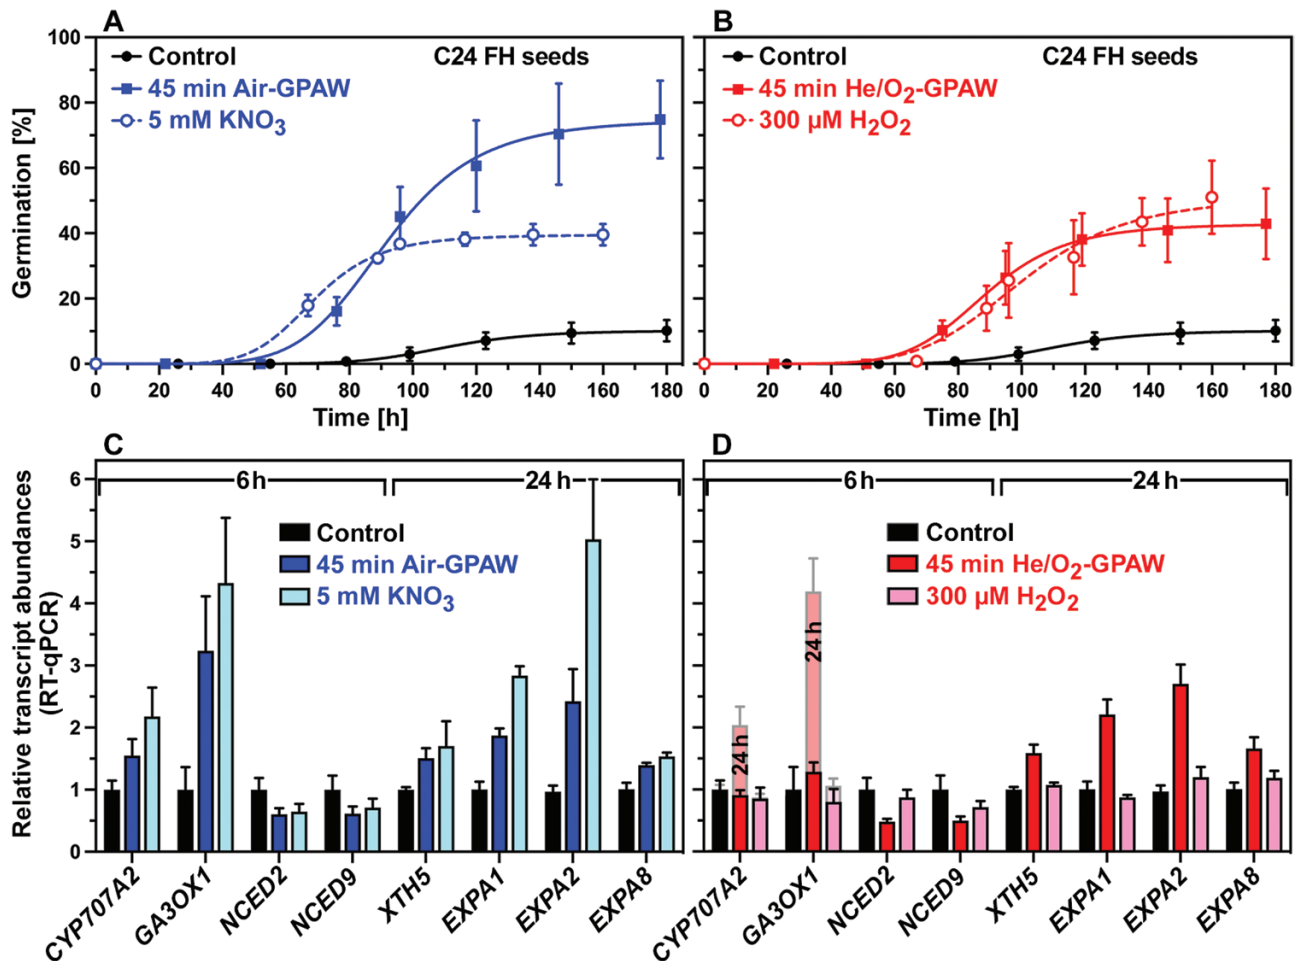 A
B
100
80
60
40
20
0
Germination [%]
Control
45 min Air-GPAW
5 mM KNO3
C24 FH seeds
0 20 40 60 80 100 120 140 160 180
Time [h]
Control
45 min He/O2-GPAW
300 µM H2O2
C24 FH seeds
0 20 40 60 80 100 120 140 160 180
Time [h]
C
D
6
5
4
3
2
1
0
Relative transcript abundances
(RT-qPCR)
6 h
24 h
Control
45 min Air-GPAW
5 mM KNO3
CYP707A2
GA3OX1
NCED2
NCED9
XTH5
EXPA1
EXPA2
EXPA8
6 h
24 h
Control
45 min He/O2-GPAW
300 µM H2O2
24 h
24 h
CYP707A2
GA3OX1
NCED2
NCED9
XTH5
EXPA1
EXPA2
EXPA8